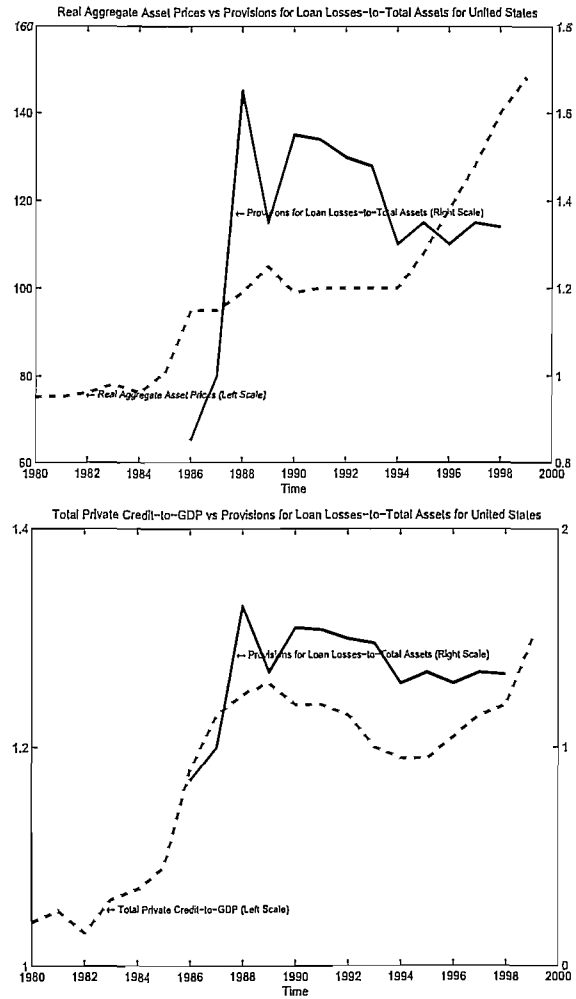 Real Aggregate Asset Prices vs Provisions for Loan Losses-to-Total Assets for United States
160 1.8
140 1.6
120 1.4
← Provisions for Loan Losses-to-Total Assets (Right Scale)
100 1.2
80 1
← Real Aggregate Asset Prices (Left Scale)
60 0.8
1980 1982 1984 1986 1988 1990 1992 1994 1996 1998 2000
Time
Total Private Credit-to-GDP vs Provisions for Loan Losses-to-Total Assets for United States
1.4 2
← Provisions for Loan Losses-to-Total Assets (Right Scale)
1.2 1
← Total Private Credit-to-GDP (Left Scale)
1 0
1980 1982 1984 1986 1988 1990 1992 1994 1996 1998 2000
Time